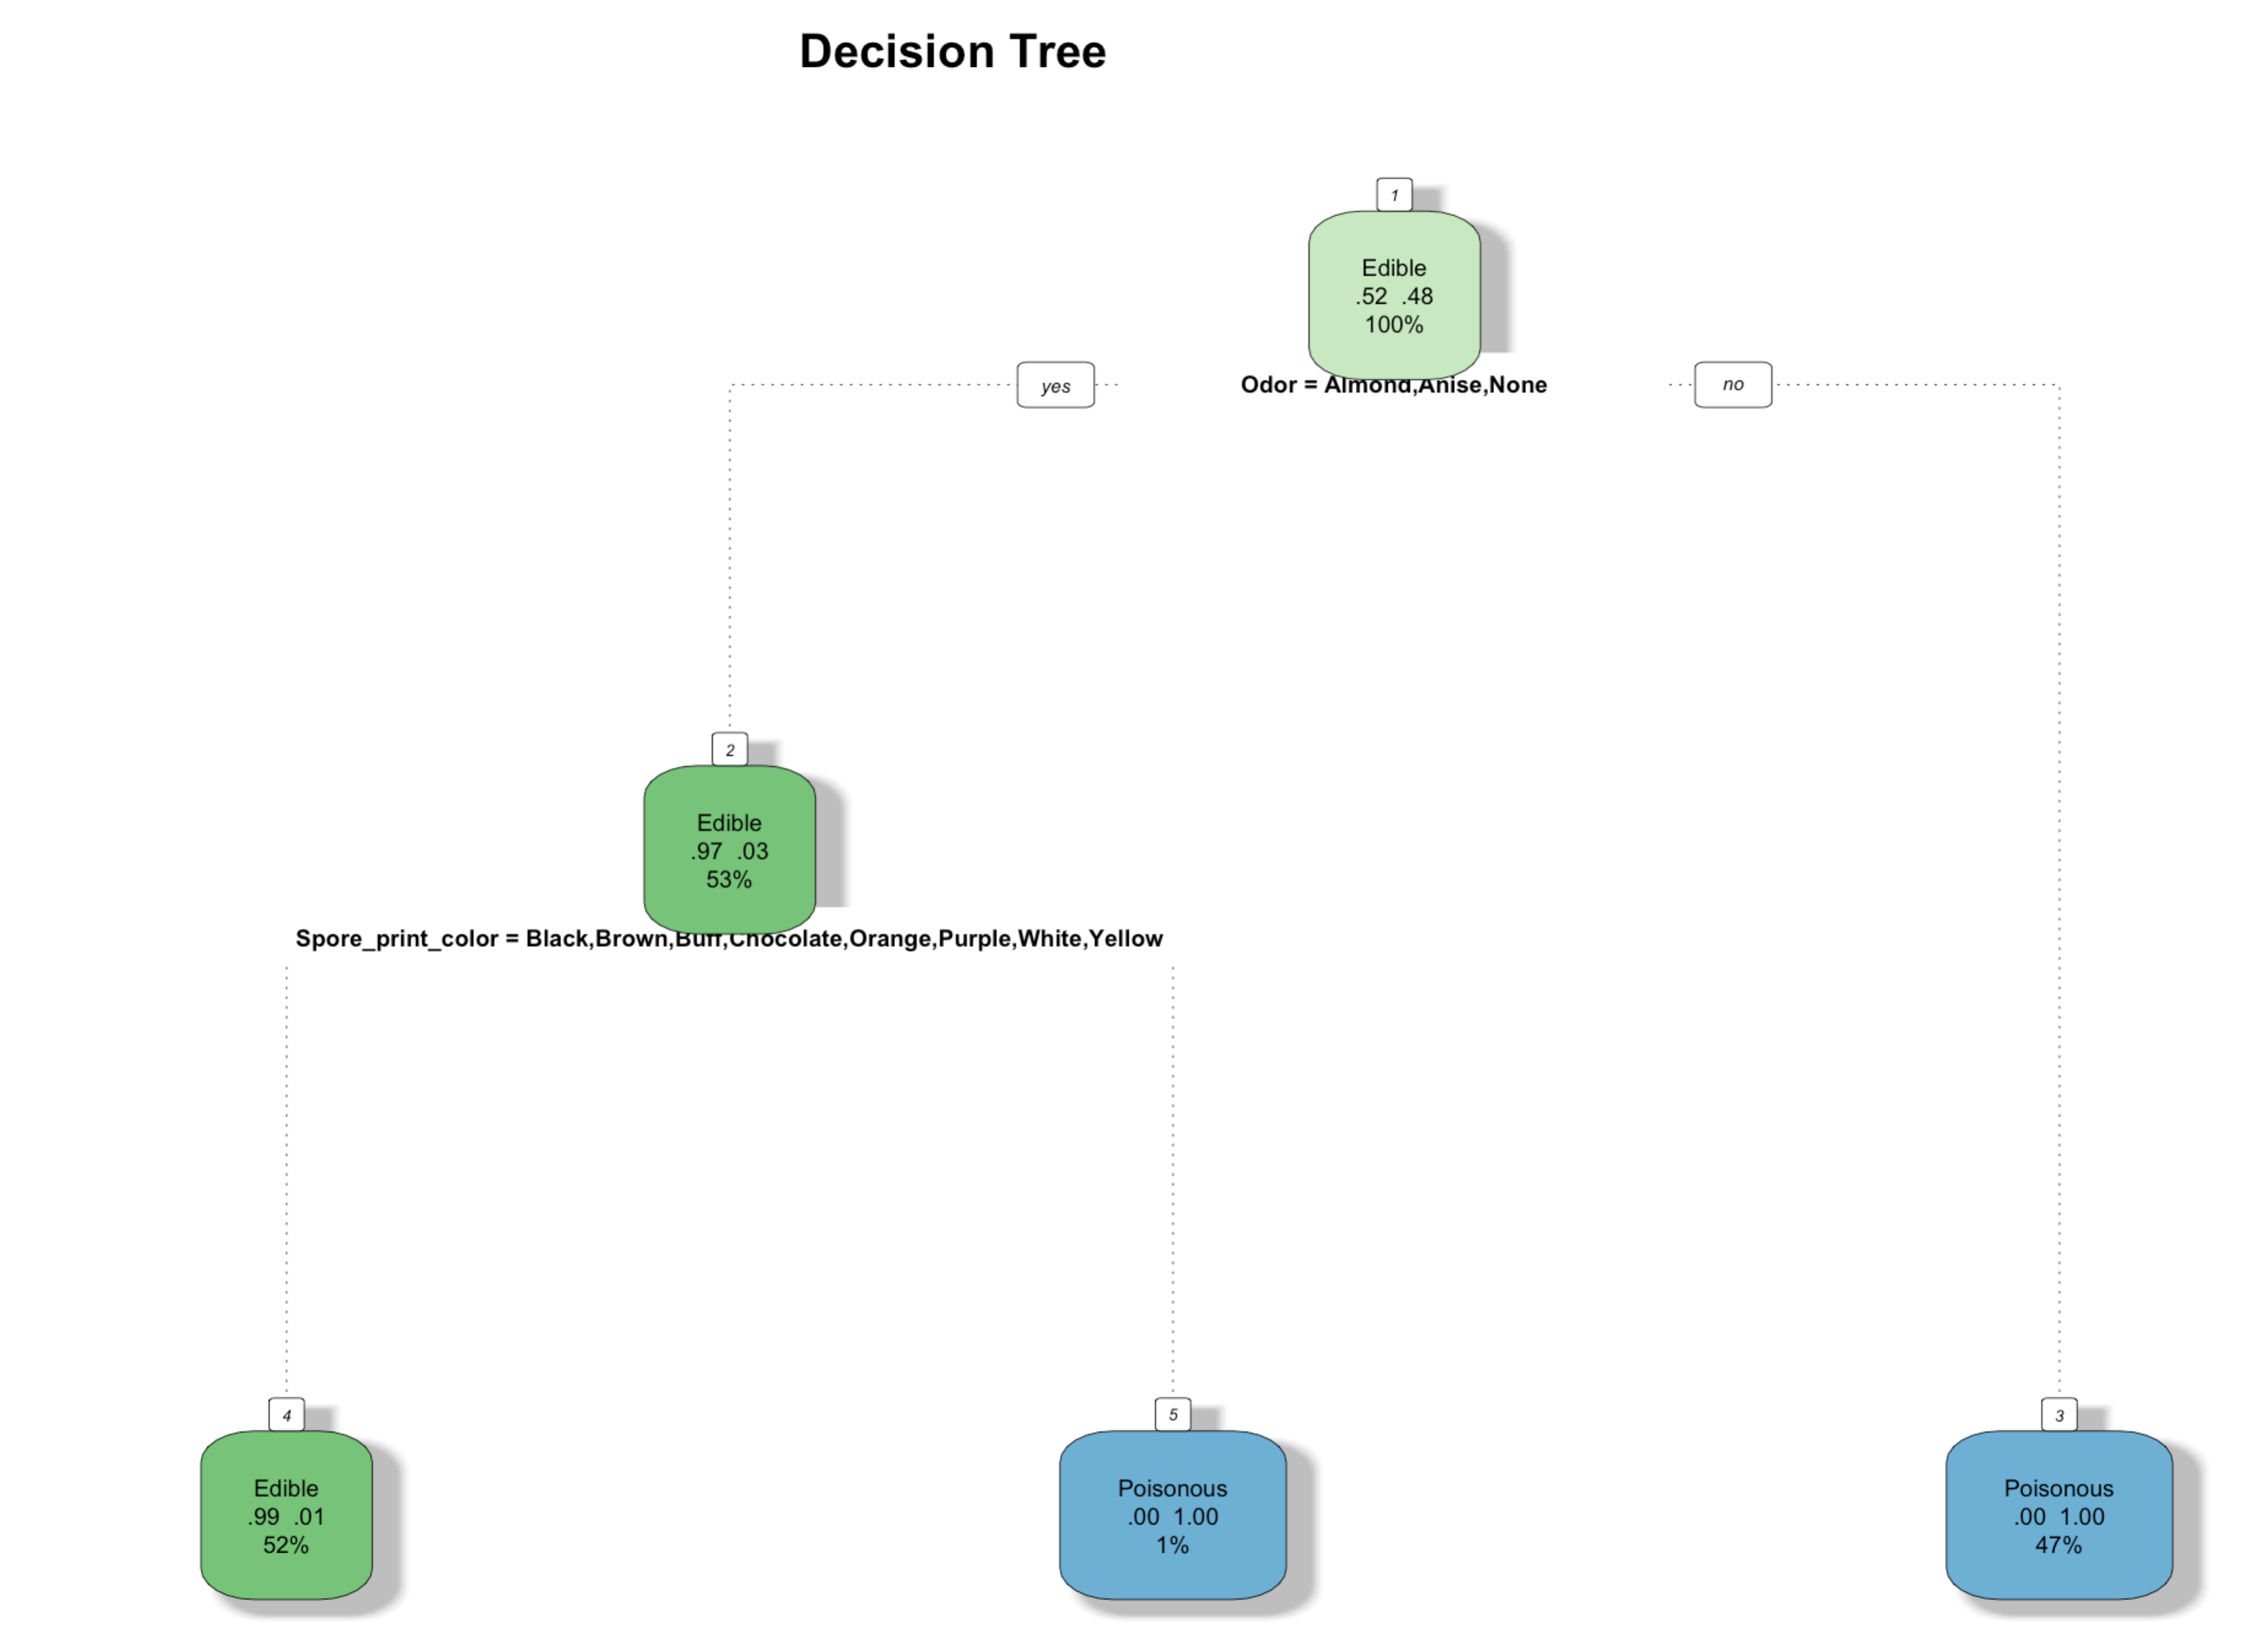 Decision Tree
1
Edible
.52 .48
100%
yes
Odor = Almond,Anise,None
no
2
Edible
.97 .03
53%
Spore_print_color = Black,Brown,Buff,Chocolate,Orange,Purple,White,Yellow
4
Edible
.99 .01
52%
5
Poisonous
.00 1.00
1%
3
Poisonous
.00 1.00
47%